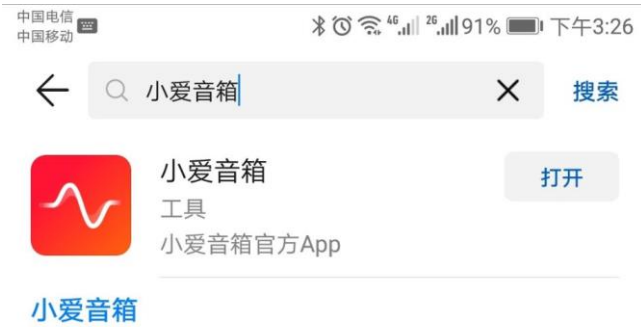 中国电信
中国移动
4G 2G 91% 下午3:26
小爱音箱 搜索
小爱音箱 打开
工具
小爱音箱官方App
小爱音箱